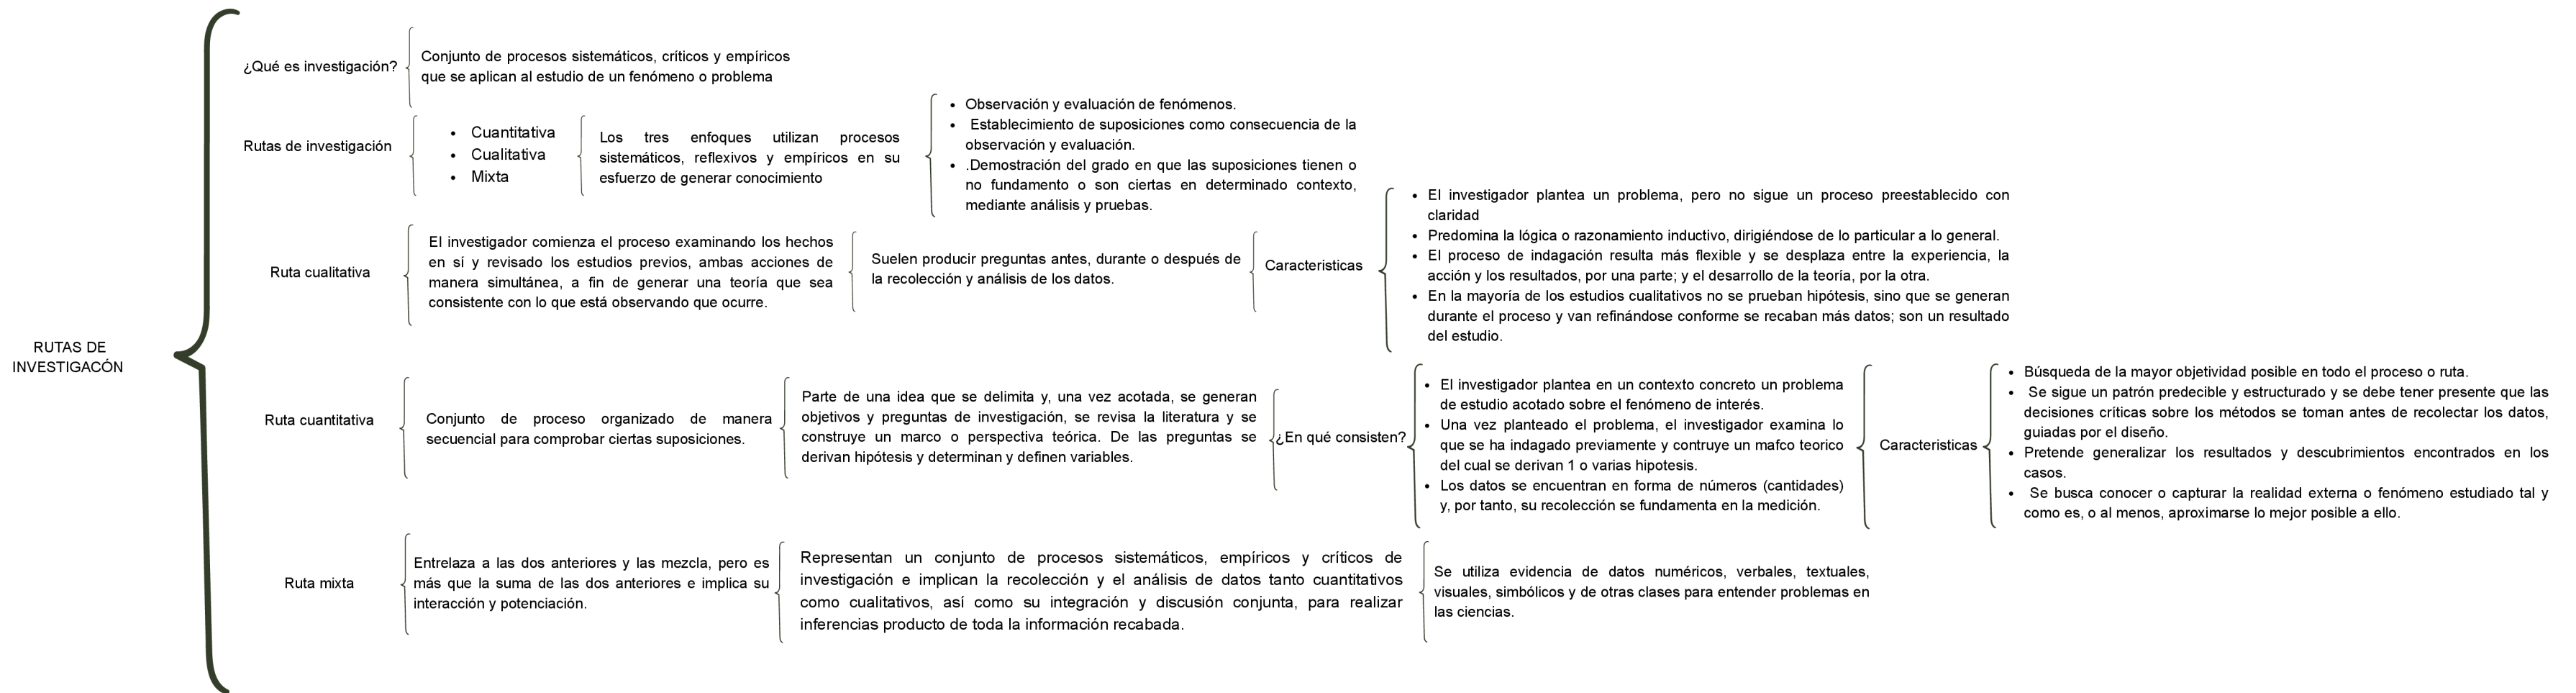 RUTAS DE
INVESTIGACÓN
¿Qué es investigación?
Conjunto de procesos sistemáticos, críticos y empíricos
que se aplican al estudio de un fenómeno o problema
Rutas de investigación
• Cuantitativa
• Cualitativa
• Mixta
Los tres enfoques utilizan procesos
sistemáticos, reflexivos y empíricos en su
esfuerzo de generar conocimiento
• Observación y evaluación de fenómenos.
• Establecimiento de suposiciones como consecuencia de la
observación y evaluación.
• .Demostración del grado en que las suposiciones tienen o
no fundamento o son ciertas en determinado contexto,
mediante análisis y pruebas.
Ruta cualitativa
El investigador comienza el proceso examinando los hechos
en sí y revisado los estudios previos, ambas acciones de
manera simultánea, a fin de generar una teoría que sea
consistente con lo que está observando que ocurre.
Suelen producir preguntas antes, durante o después de
la recolección y análisis de los datos.
Caracteristicas
• El investigador plantea un problema, pero no sigue un proceso preestablecido con
claridad
• Predomina la lógica o razonamiento inductivo, dirigiéndose de lo particular a lo general.
• El proceso de indagación resulta más flexible y se desplaza entre la experiencia, la
acción y los resultados, por una parte; y el desarrollo de la teoría, por la otra.
• En la mayoría de los estudios cualitativos no se prueban hipótesis, sino que se generan
durante el proceso y van refinándose conforme se recaban más datos; son un resultado
del estudio.
Ruta cuantitativa
Conjunto de proceso organizado de manera
secuencial para comprobar ciertas suposiciones.
Parte de una idea que se delimita y, una vez acotada, se generan
objetivos y preguntas de investigación, se revisa la literatura y se
construye un marco o perspectiva teórica. De las preguntas se
derivan hipótesis y determinan y definen variables.
¿En qué consisten?
• El investigador plantea en un contexto concreto un problema
de estudio acotado sobre el fenómeno de interés.
• Una vez planteado el problema, el investigador examina lo
que se ha indagado previamente y contruye un mafco teorico
del cual se derivan 1 o varias hipotesis.
• Los datos se encuentran en forma de números (cantidades)
y, por tanto, su recolección se fundamenta en la medición.
Caracteristicas
• Búsqueda de la mayor objetividad posible en todo el proceso o ruta.
• Se sigue un patrón predecible y estructurado y se debe tener presente que las
decisiones críticas sobre los métodos se toman antes de recolectar los datos,
guiadas por el diseño.
• Pretende generalizar los resultados y descubrimientos encontrados en los
casos.
• Se busca conocer o capturar la realidad externa o fenómeno estudiado tal y
como es, o al menos, aproximarse lo mejor posible a ello.
Ruta mixta
Entrelaza a las dos anteriores y las mezcla, pero es
más que la suma de las dos anteriores e implica su
interacción y potenciación.
Representan un conjunto de procesos sistemáticos, empíricos y críticos de
investigación e implican la recolección y el análisis de datos tanto cuantitativos
como cualitativos, así como su integración y discusión conjunta, para realizar
inferencias producto de toda la información recabada.
Se utiliza evidencia de datos numéricos, verbales, textuales,
visuales, simbólicos y de otras clases para entender problemas en
las ciencias.